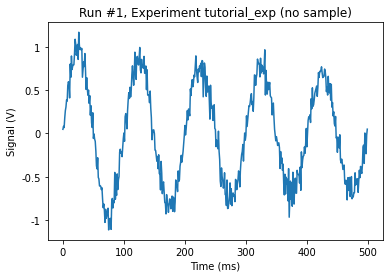 Run #1, Experiment tutorial_exp (no sample)
1
0.5
0
-0.5
-1
Signal (V)
0 100 200 300 400 500
Time (ms)